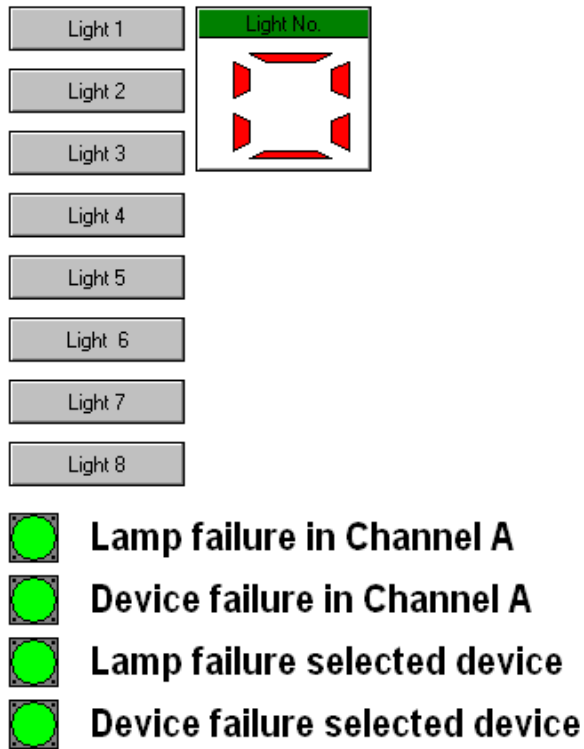 Light 1
Light No.
Light 2
Light 3
Light 4
Light 5
Light 6
Light 7
Light 8
Lamp failure in Channel A
Device failure in Channel A
Lamp failure selected device
Device failure selected device